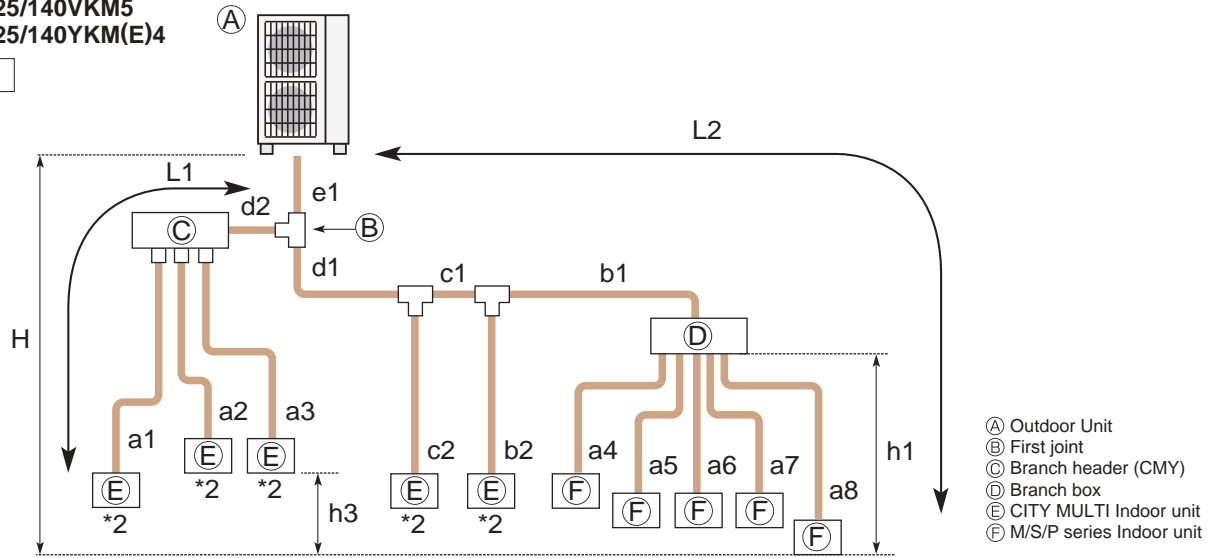 25/140VKM5
25/140YKM(E)4
A
L2
L1
e1
d2
B
C
d1
c1
b1
H
D
a1
a2
a3
c2
b2
a4
a5
a6
a7
a8
h1
E
*2
E
*2
E
*2
h3
E
*2
E
*2
F
F
F
F
F
Ⓐ Outdoor Unit
Ⓑ First joint
Ⓒ Branch header (CMY)
Ⓓ Branch box
Ⓔ CITY MULTI Indoor unit
Ⓕ M/S/P series Indoor unit